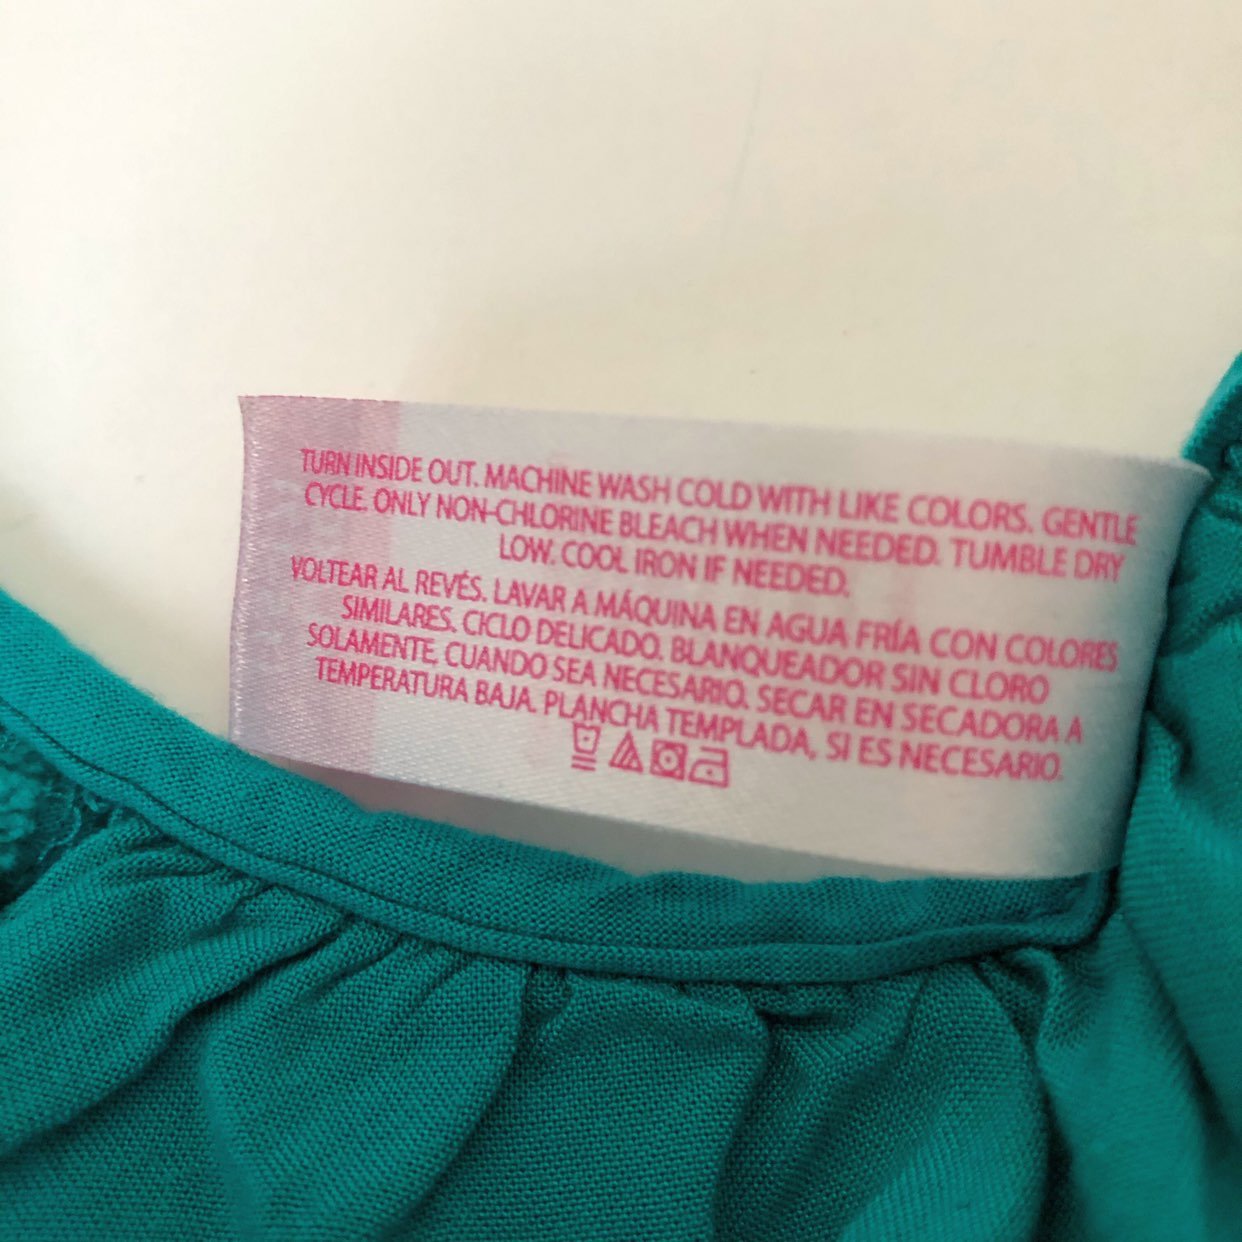 TURN INSIDE OUT. MACHINE WASH COLD WITH LIKE COLORS. GENTLE
CYCLE. ONLY NON-CHLORINE BLEACH WHEN NEEDED. TUMBLE DRY
LOW. COOL IRON IF NEEDED.
VOLTEAR AL REVÉS. LAVAR A MÁQUINA EN AGUA FRÍA CON COLORES
SIMILARES. CICLO DELICADO. BLANQUEADOR SIN CLORO
SOLAMENTE, CUANDO SEA NECESARIO. SECAR EN SECADORA A
TEMPERATURA BAJA. PLANCHA TEMPLADA, SI ES NECESARIO.